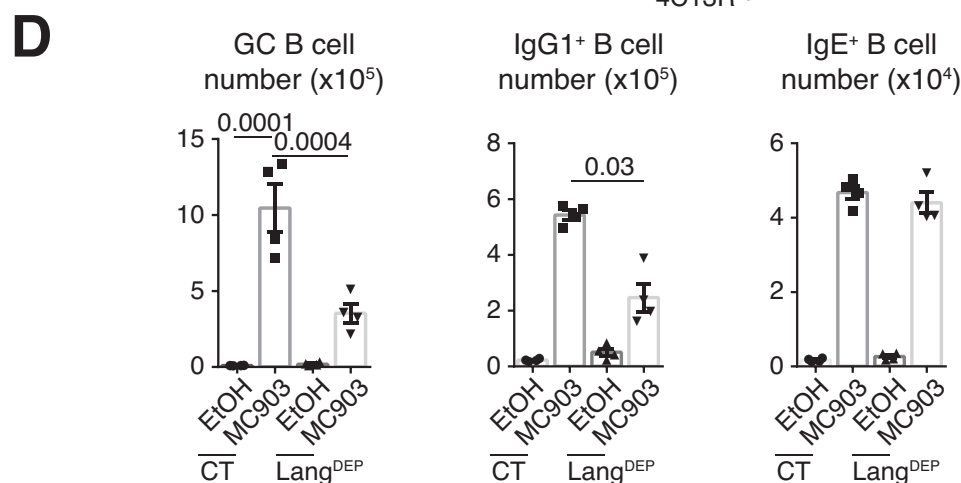 D
GC B cell
number (x10⁵)
0.0001
0.0004
15
10
5
0
EtOH
MC903
EtOH
MC903
CT
Lang^DEP
IgG1⁺ B cell
number (x10⁵)
0.03
8
6
4
2
0
EtOH
MC903
EtOH
MC903
CT
Lang^DEP
IgE⁺ B cell
number (x10⁴)
6
4
2
0
EtOH
MC903
EtOH
MC903
CT
Lang^DEP